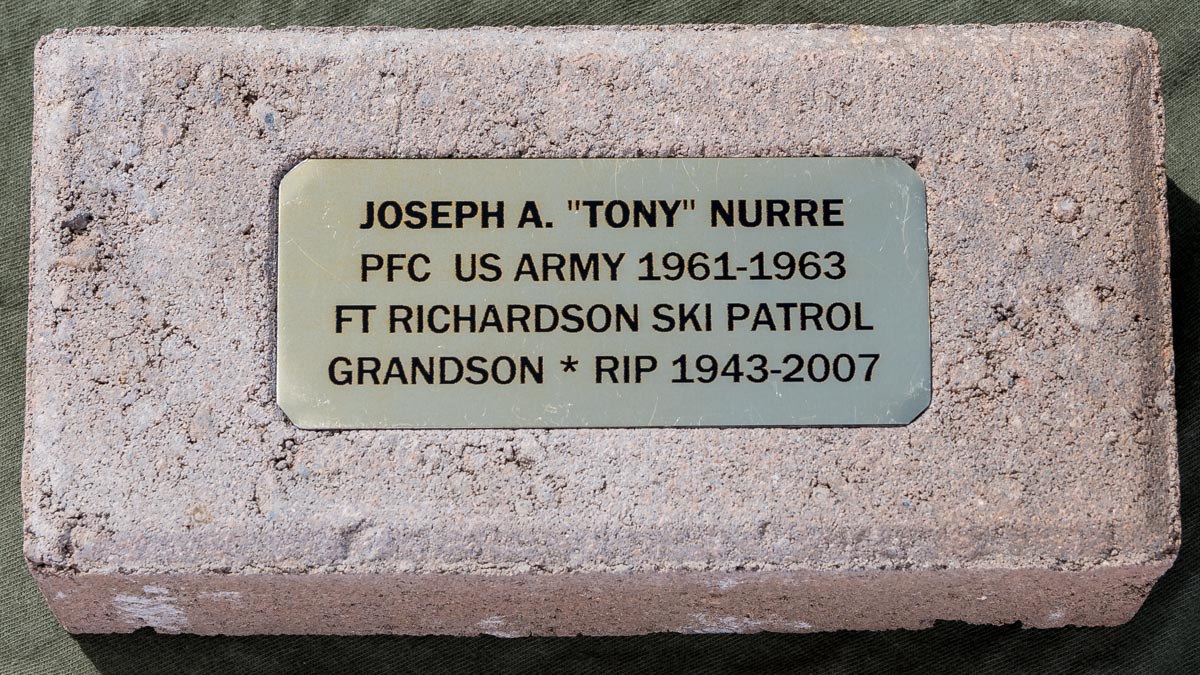 JOSEPH A. "TONY" NURRE
PFC US ARMY 1961-1963
FT RICHARDSON SKI PATROL
GRANDSON * RIP 1943-2007